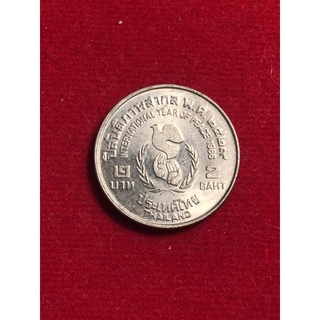 ปีสันติภาพสากล พ.ศ.๒๕๒๙
INTERNATIONAL YEAR OF PEACE 1986
๒ 2
บาท BAHT
ประเทศไทย
THAILAND